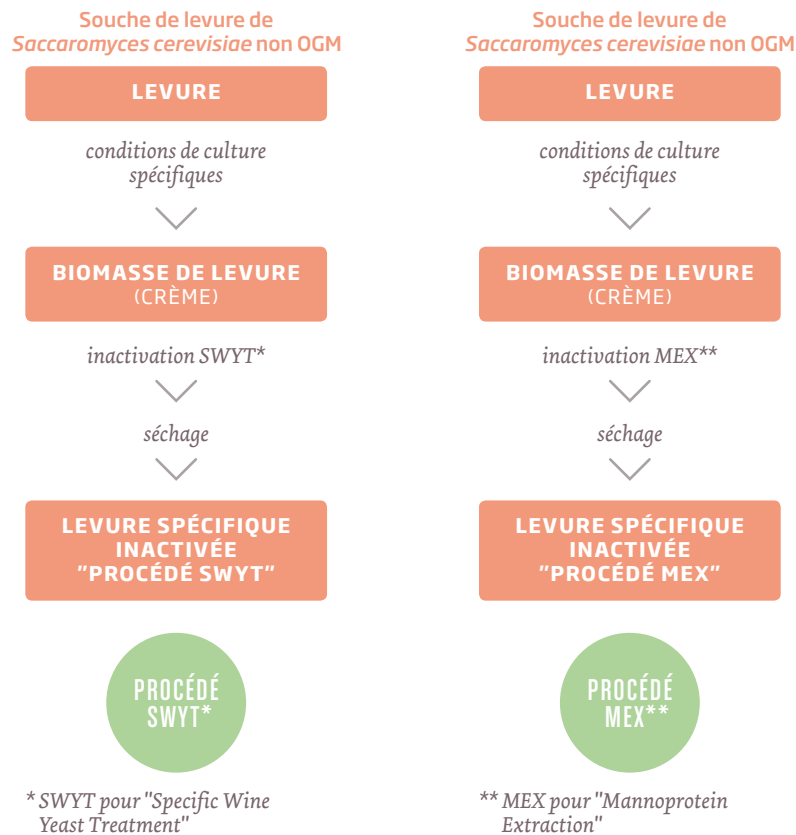 Souche de levure de
Saccaromyces cerevisiae non OGM
LEVURE
conditions de culture
spécifiques
BIOMASSE DE LEVURE
(CRÈME)
inactivation SWYT*
séchage
LEVURE SPÉCIFIQUE
INACTIVÉE
"PROCÉDÉ SWYT"
PROCÉDÉ
SWYT*
* SWYT pour "Specific Wine
Yeast Treatment"
Souche de levure de
Saccaromyces cerevisiae non OGM
LEVURE
conditions de culture
spécifiques
BIOMASSE DE LEVURE
(CRÈME)
inactivation MEX**
séchage
LEVURE SPÉCIFIQUE
INACTIVÉE
"PROCÉDÉ MEX"
PROCÉDÉ
MEX**
** MEX pour "Mannoprotein
Extraction"